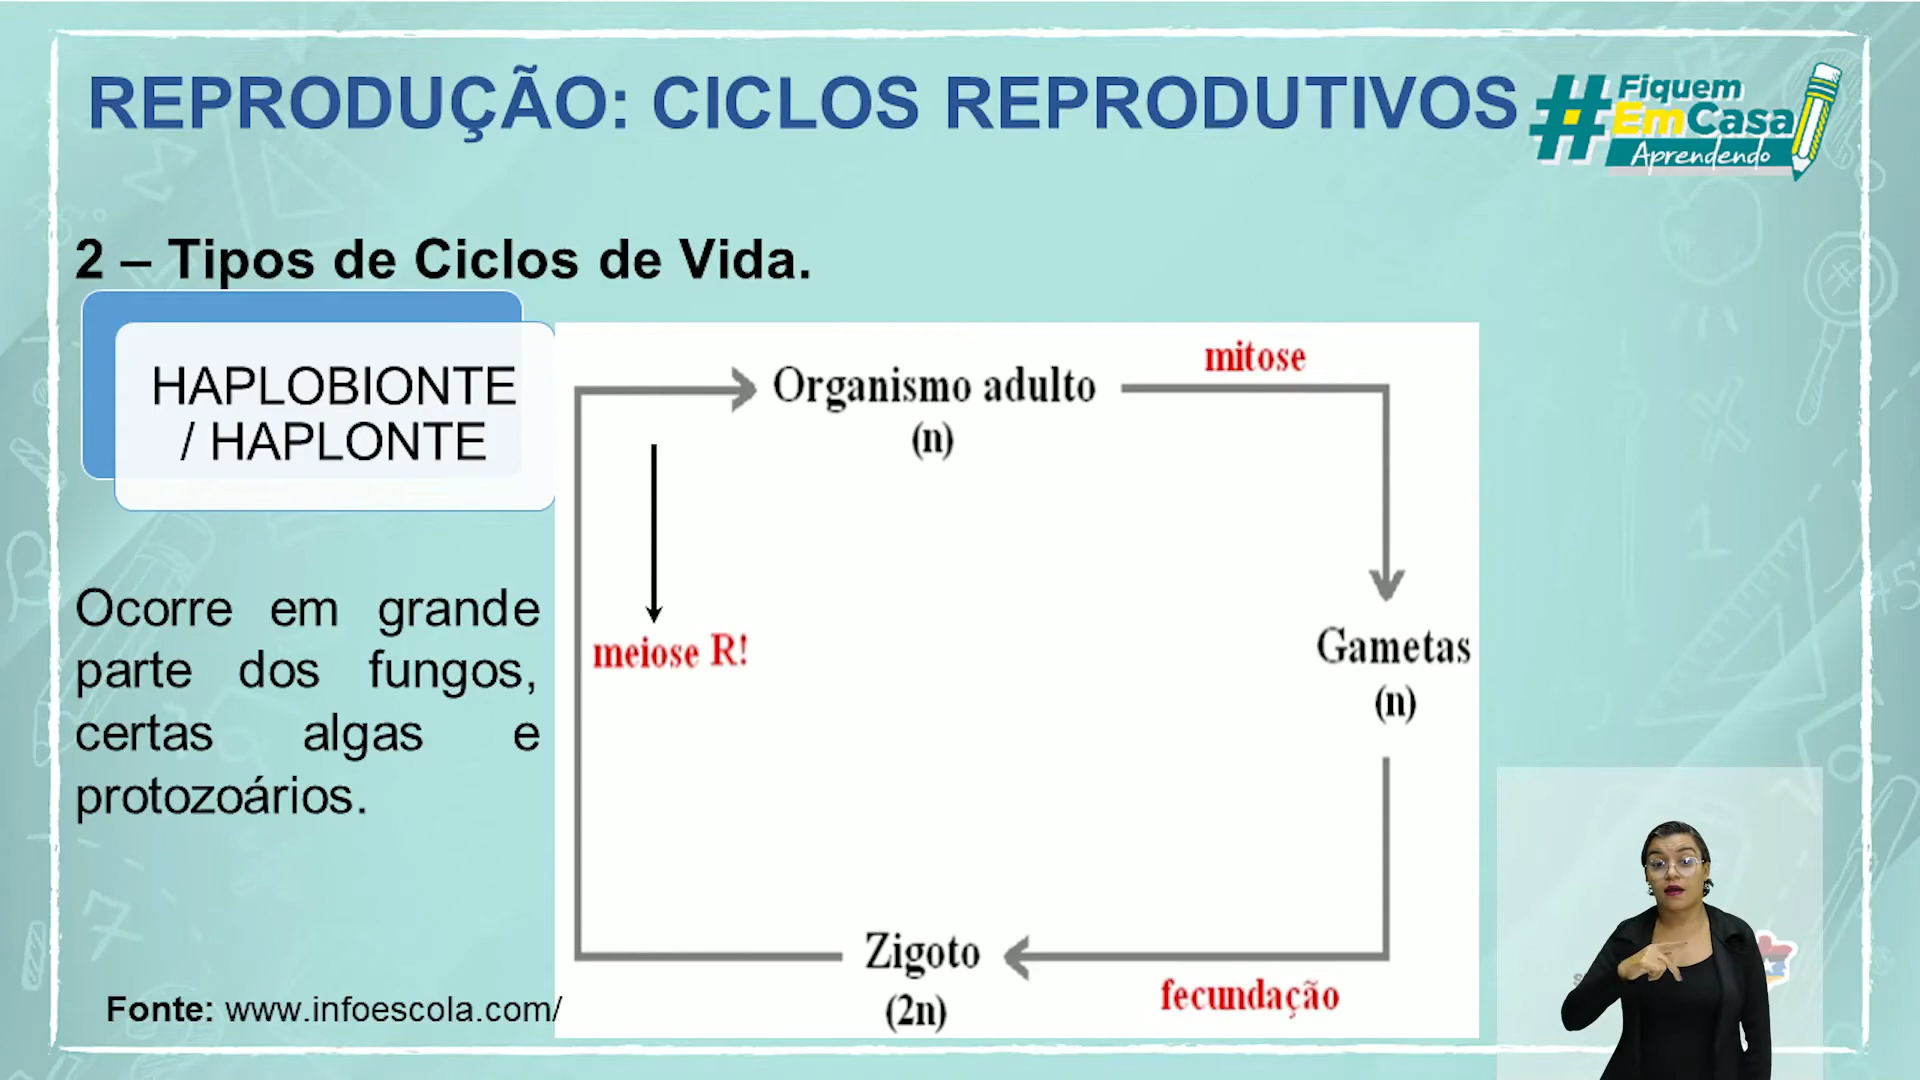 REPRODUÇÃO: CICLOS REPRODUTIVOS
#Fiquem
EmCasa
Aprendendo
2 – Tipos de Ciclos de Vida.
HAPLOBIONTE
/ HAPLONTE
Ocorre em grande
parte dos fungos,
certas algas e
protozoários.
mitose
Organismo adulto
(n)
meiose R!
Gametas
(n)
Zigoto
(2n)
fecundação
Fonte: www.infoescola.com/